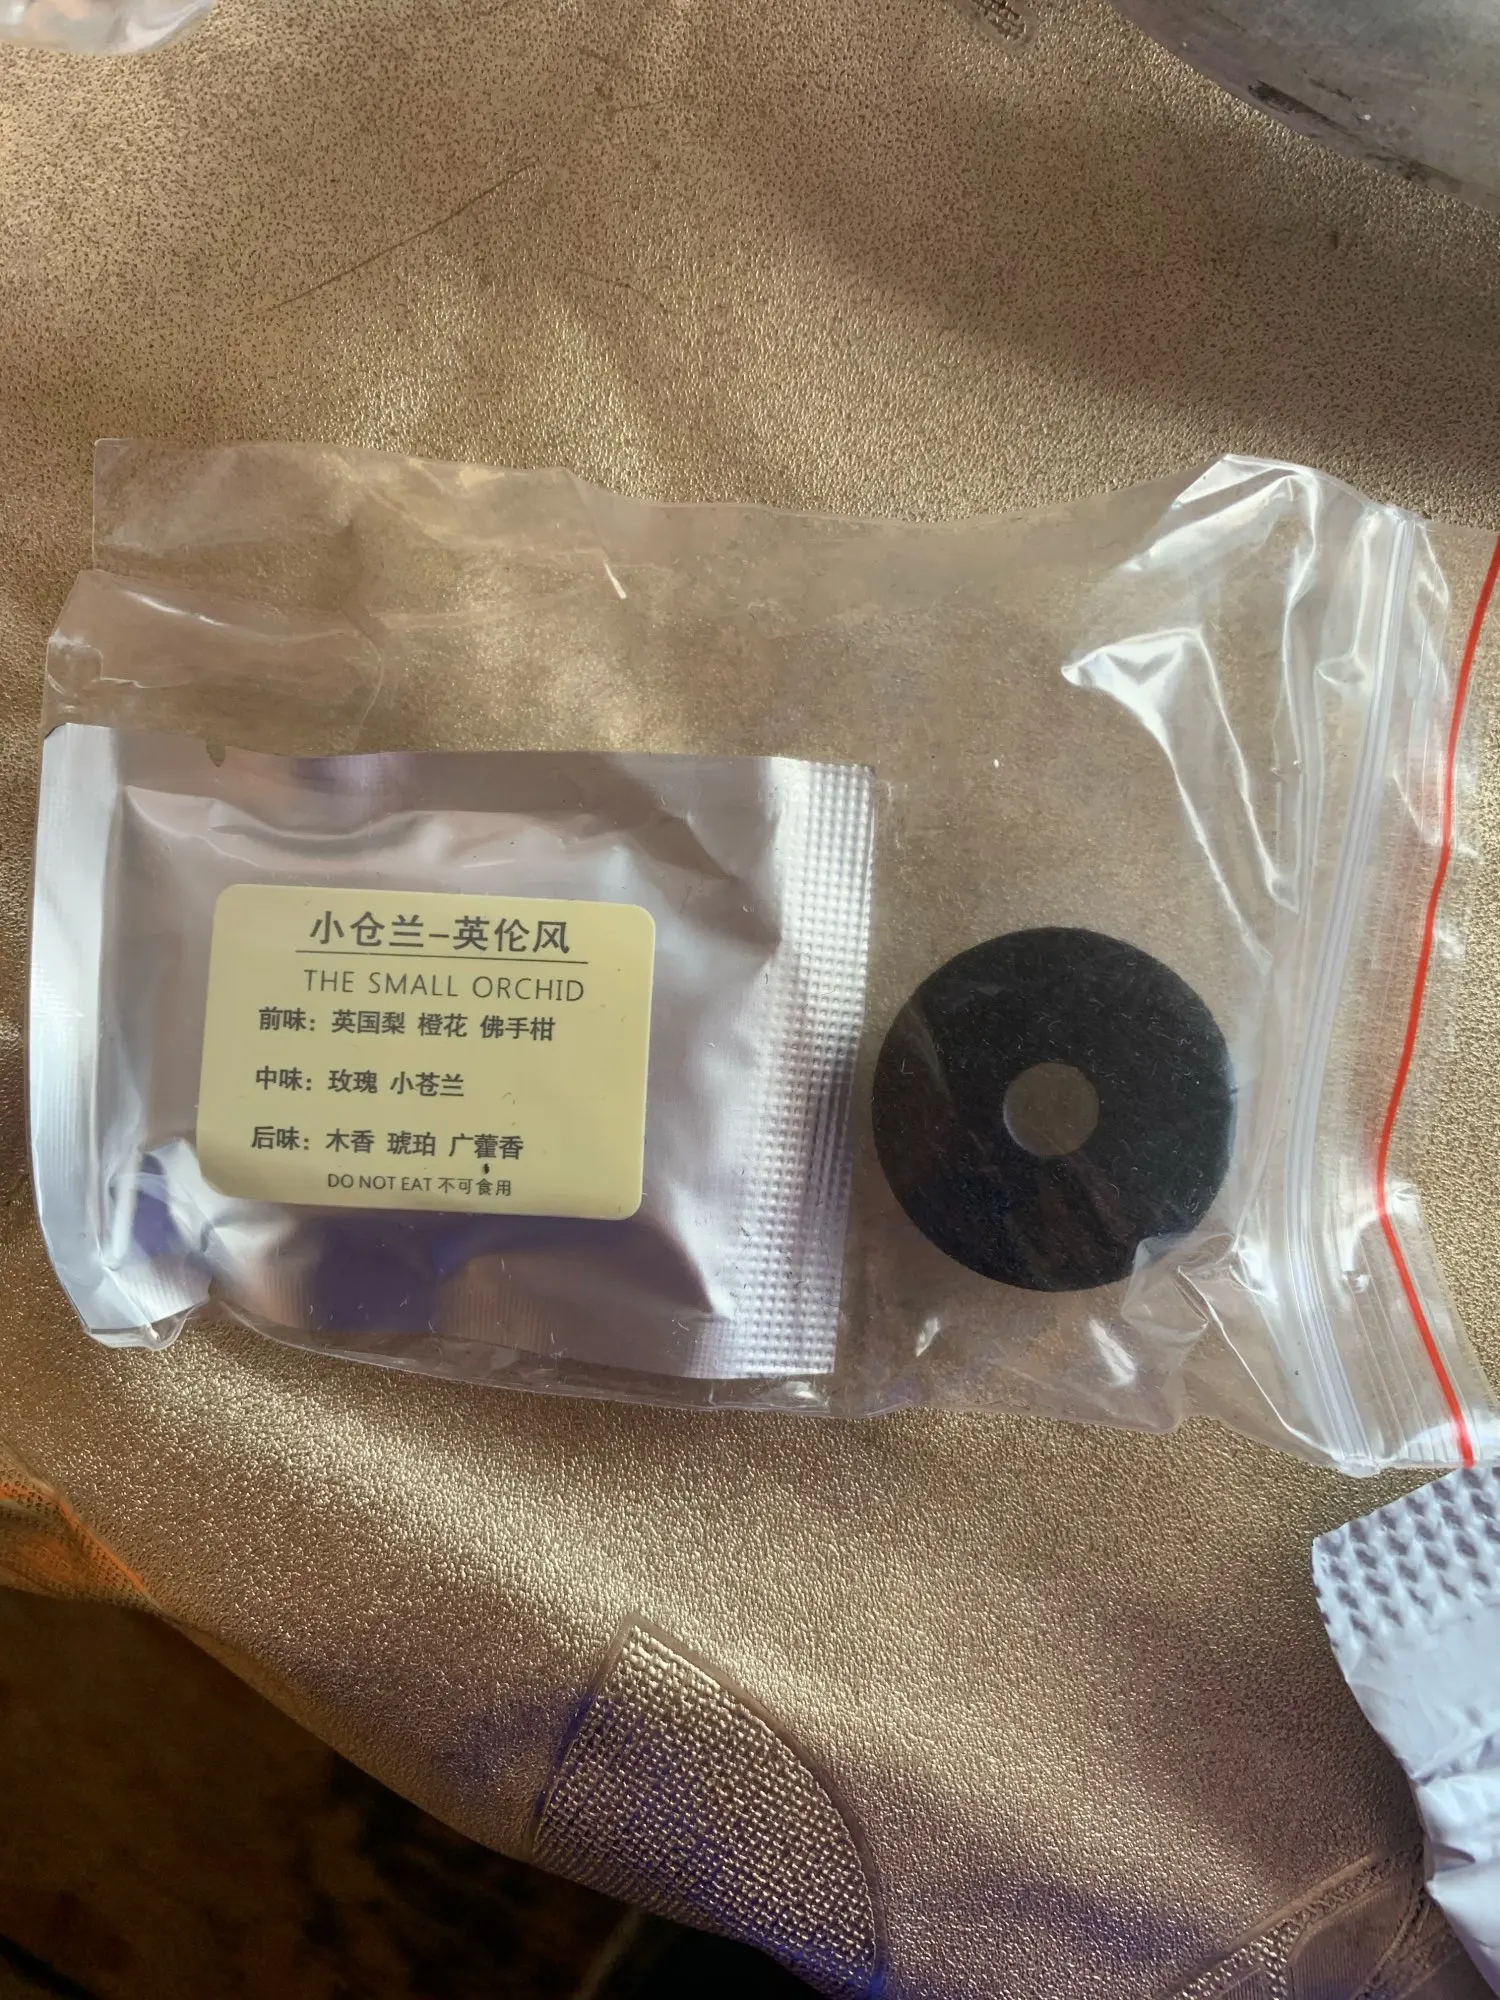 小仓兰-英伦风
THE SMALL ORCHID
前味：英国梨 橙花 佛手柑
中味：玫瑰 小苍兰
后味：木香 琥珀 广藿香
DO NOT EAT 不可食用